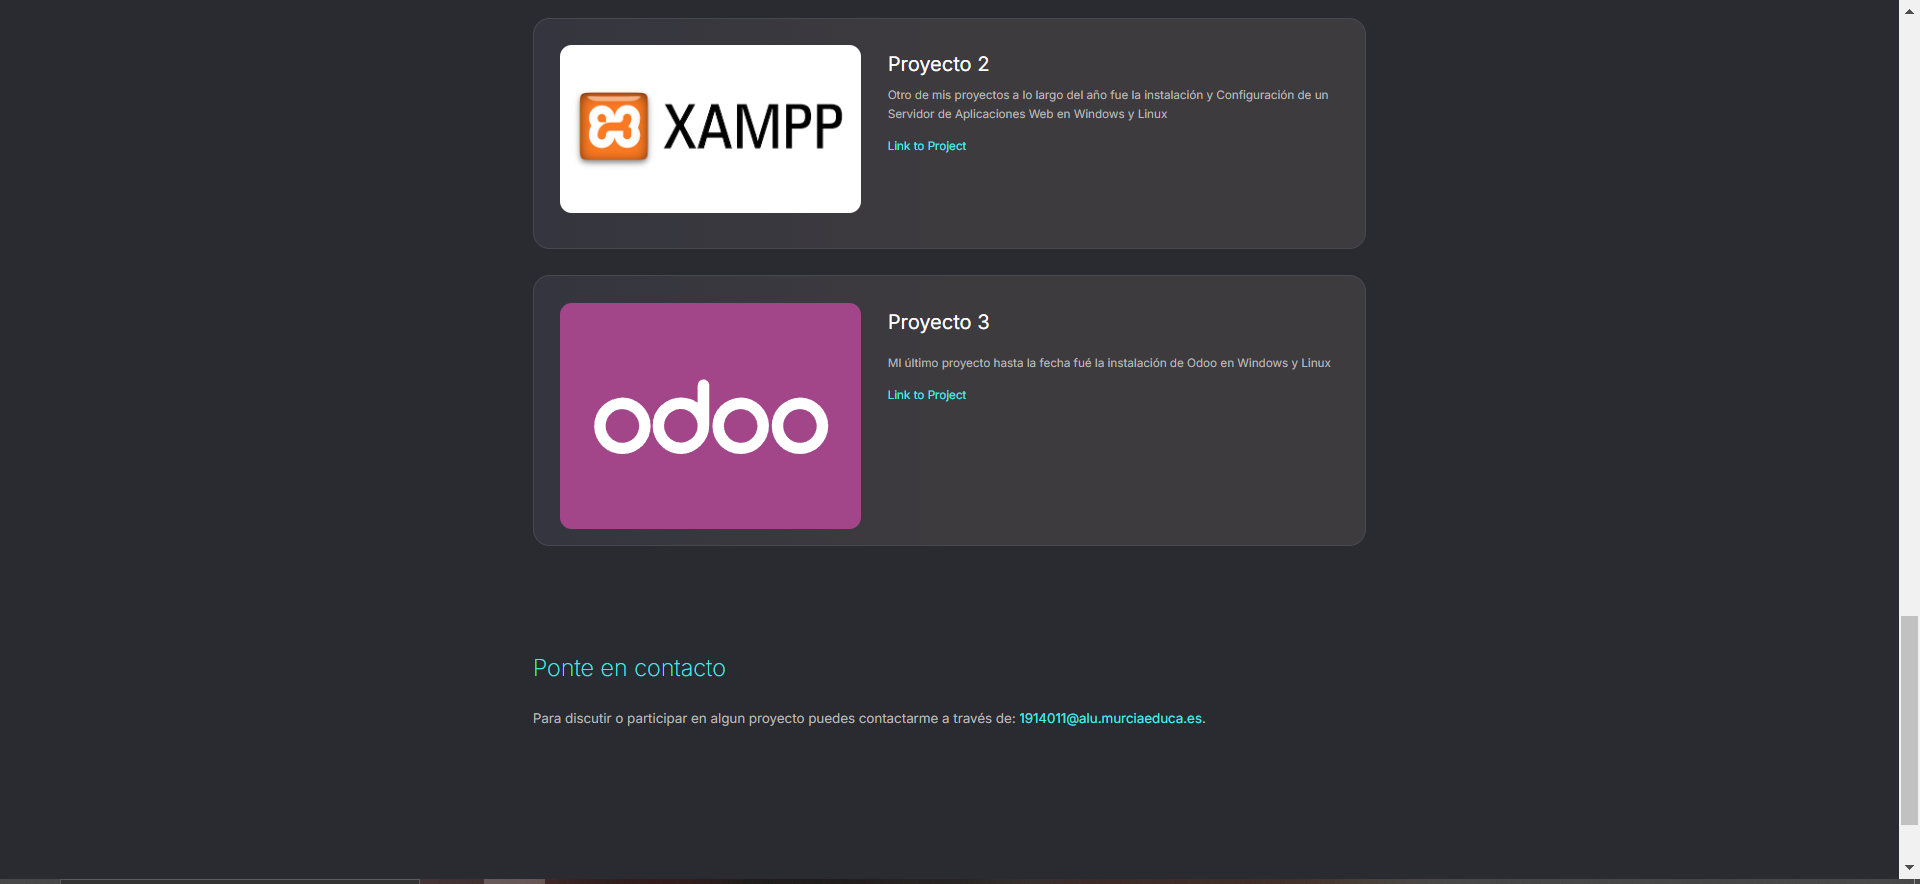 XAMPP
Proyecto 2
Otro de mis proyectos a lo largo del año fue la instalación y Configuración de un
Servidor de Aplicaciones Web en Windows y Linux
Link to Project
odoo
Proyecto 3
MI último proyecto hasta la fecha fué la instalación de Odoo en Windows y Linux
Link to Project
Ponte en contacto
Para discutir o participar en algun proyecto puedes contactarme a través de: 1914011@alu.murciaeduca.es.